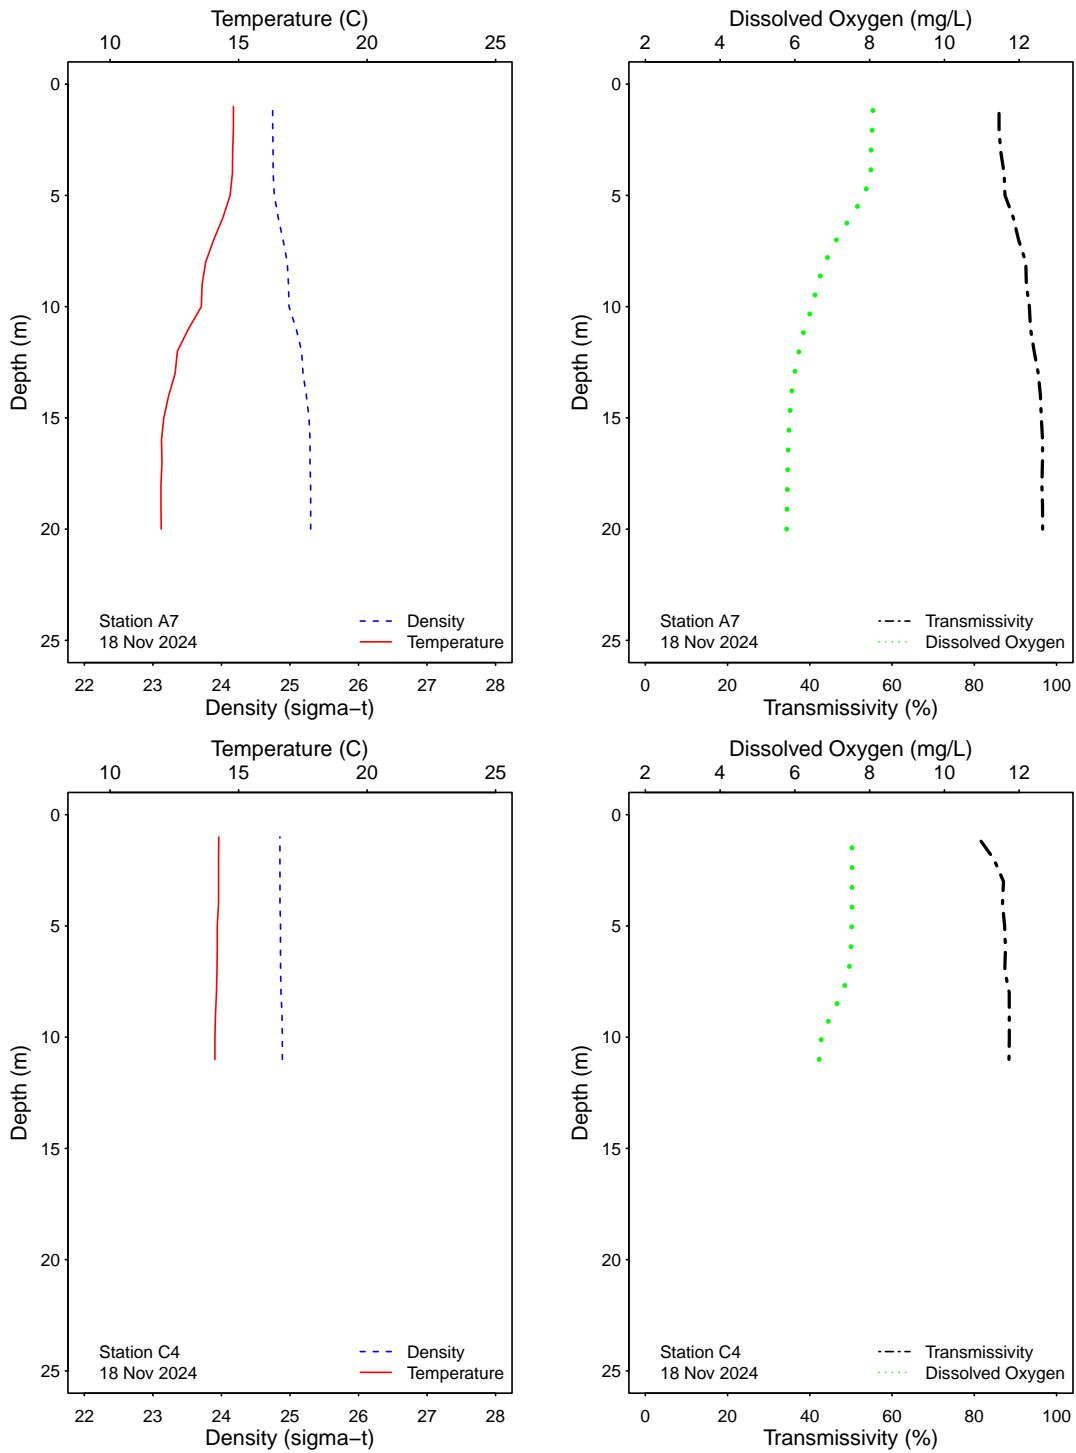 Temperature (C)
10 15 20 25
0
5
10
15
20
25
Depth (m)
Station A7
18 Nov 2024
Density
Temperature
22 23 24 25 26 27 28
Density (sigma−t)
Dissolved Oxygen (mg/L)
2 4 6 8 10 12
0
5
10
15
20
25
Depth (m)
Station A7
18 Nov 2024
Transmissivity
Dissolved Oxygen
0 20 40 60 80 100
Transmissivity (%)
Temperature (C)
10 15 20 25
0
5
10
15
20
25
Depth (m)
Station C4
18 Nov 2024
Density
Temperature
22 23 24 25 26 27 28
Density (sigma−t)
Dissolved Oxygen (mg/L)
2 4 6 8 10 12
0
5
10
15
20
25
Depth (m)
Station C4
18 Nov 2024
Transmissivity
Dissolved Oxygen
0 20 40 60 80 100
Transmissivity (%)